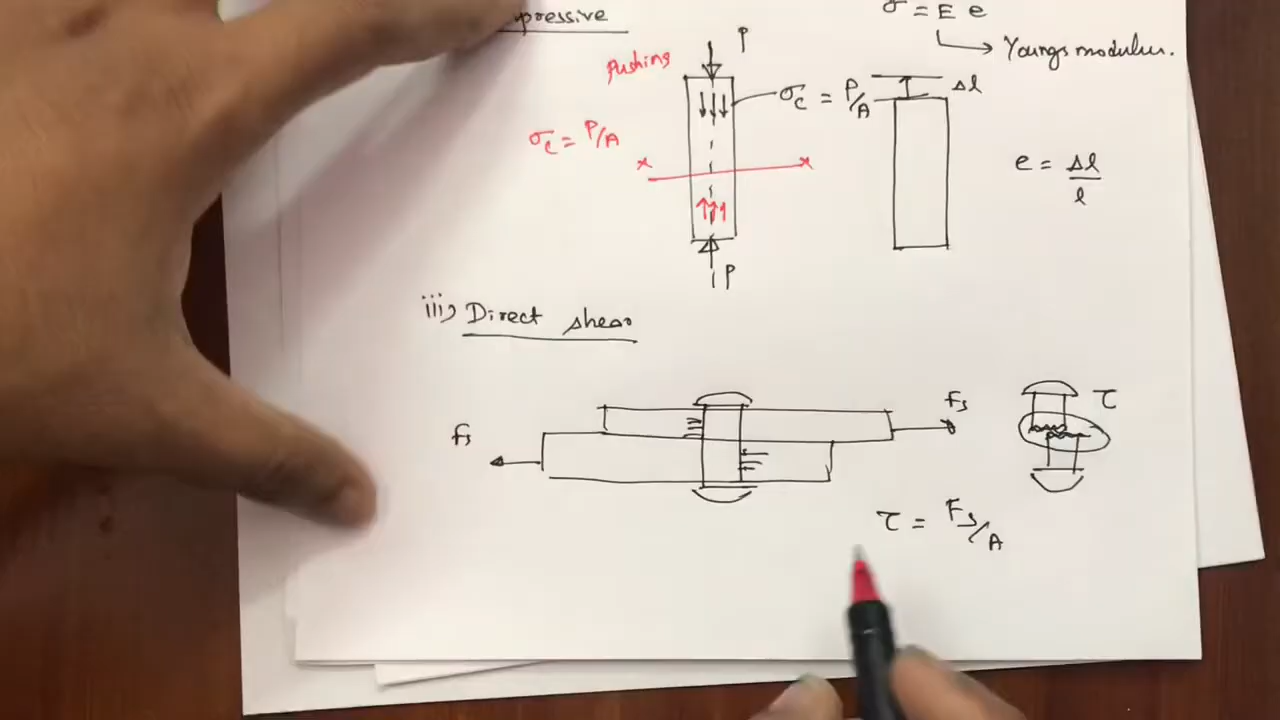 pressive
σ = E e
Youngs modulus.
P
pushing
σc = P/A
Δl
σc = P/A
e = Δl/l
P
iii) Direct shear
fs
fs
τ
τ = Fs/A